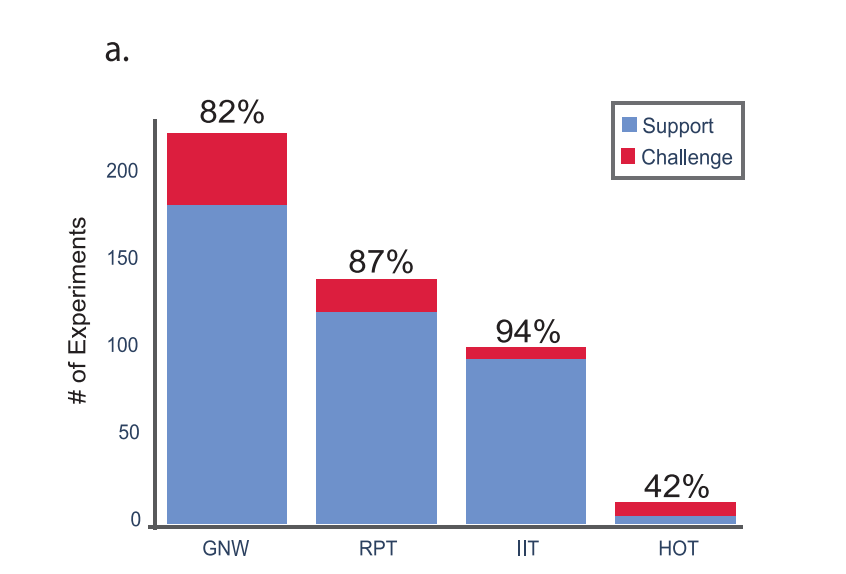 a.
82%
Support
Challenge
200
87%
150
# of Experiments
94%
100
50
42%
0
GNW RPT IIT HOT